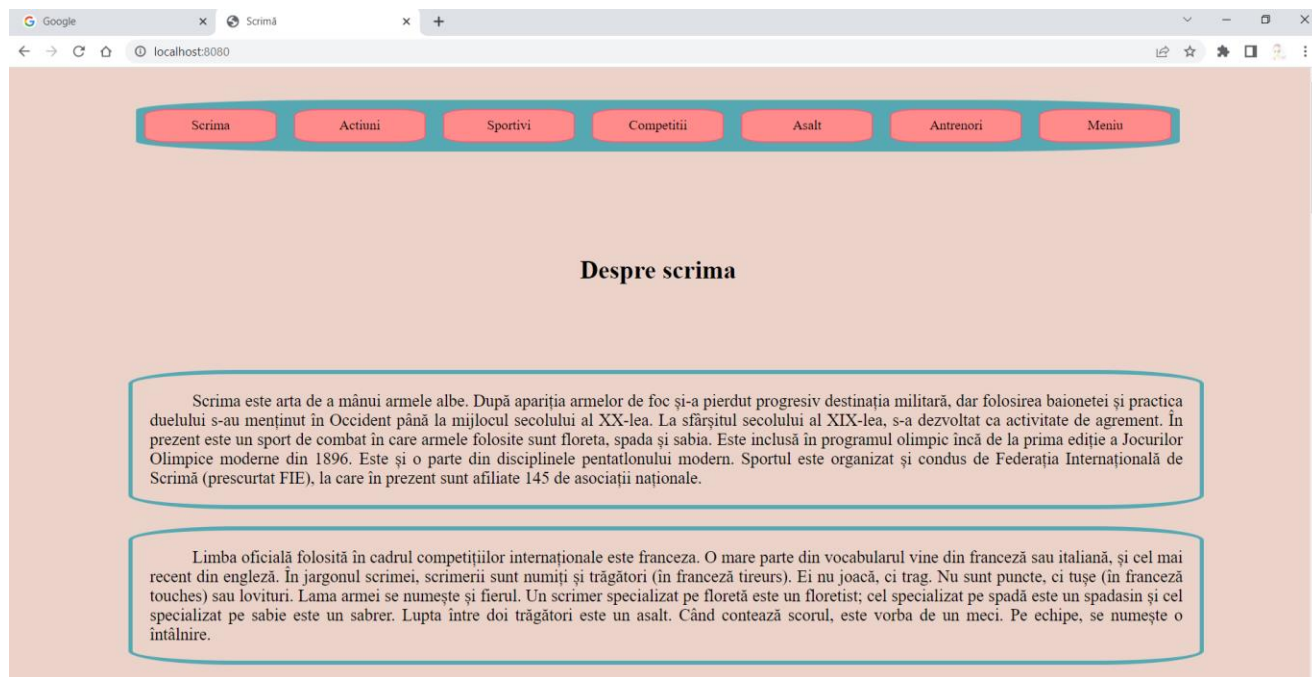 Google
Scrimă
localhost:8080
Scrima Actiuni Sportivi Competitii Asalt Antrenori Meniu
Despre scrima
Scrima este arta de a mânui armele albe. După apariția armelor de foc și-a pierdut progresiv destinația militară, dar folosirea baionetei și practica
duelului s-au menținut în Occident până la mijlocul secolului al XX-lea. La sfârșitul secolului al XIX-lea, s-a dezvoltat ca activitate de agrement. În
prezent este un sport de combat în care armele folosite sunt floreta, spada și sabia. Este inclusă în programul olimpic încă de la prima ediție a Jocurilor
Olimpice moderne din 1896. Este și o parte din disciplinele pentatlonului modern. Sportul este organizat și condus de Federația Internațională de
Scrimă (prescurtat FIE), la care în prezent sunt afiliate 145 de asociații naționale.
Limba oficială folosită în cadrul competițiilor internaționale este franceza. O mare parte din vocabularul vine din franceză sau italiană, și cel mai
recent din engleză. În jargonul scrimei, scrimerii sunt numiți și trăgători (în franceză tireurs). Ei nu joacă, ci trag. Nu sunt puncte, ci tușe (în franceză
touches) sau lovituri. Lama armei se numește și fierul. Un scrimer specializat pe floretă este un floretist; cel specializat pe spadă este un spadasin și cel
specializat pe sabie este un sabrer. Lupta între doi trăgători este un asalt. Când contează scorul, este vorba de un meci. Pe echipe, se numește o
întâlnire.